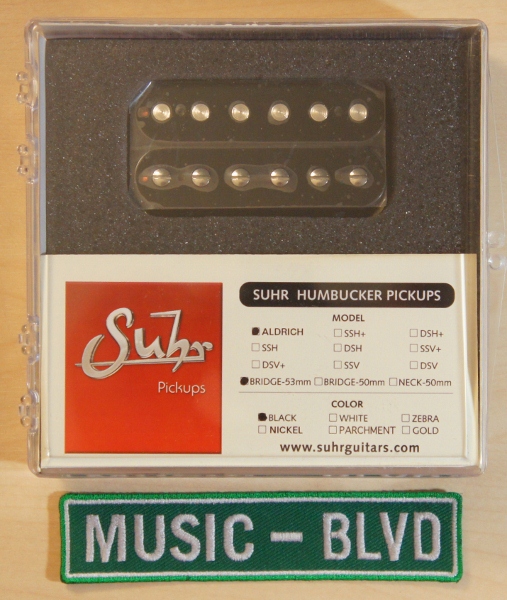 SUHR HUMBUCKER PICKUPS
MODEL
ALDRICH SSH+ DSH+
SSH DSH SSV+
DSV+ SSV DSV
BRIDGE-53mm BRIDGE-50mm NECK-50mm
COLOR
BLACK WHITE ZEBRA
NICKEL PARCHMENT GOLD
www.suhrguitars.com
Suhr
Pickups
MUSIC - BLVD